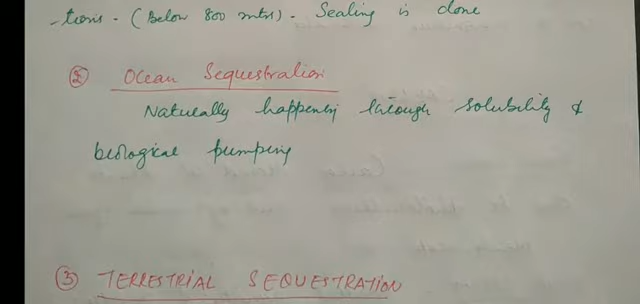 -tions. (Below 800 mtrs). Sealing is done
② Ocean Sequestration
Naturally happening through solubility &
biological pumping
③ TERRESTRIAL SEQUESTRATION